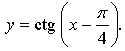 y = ctg (x − π/4).